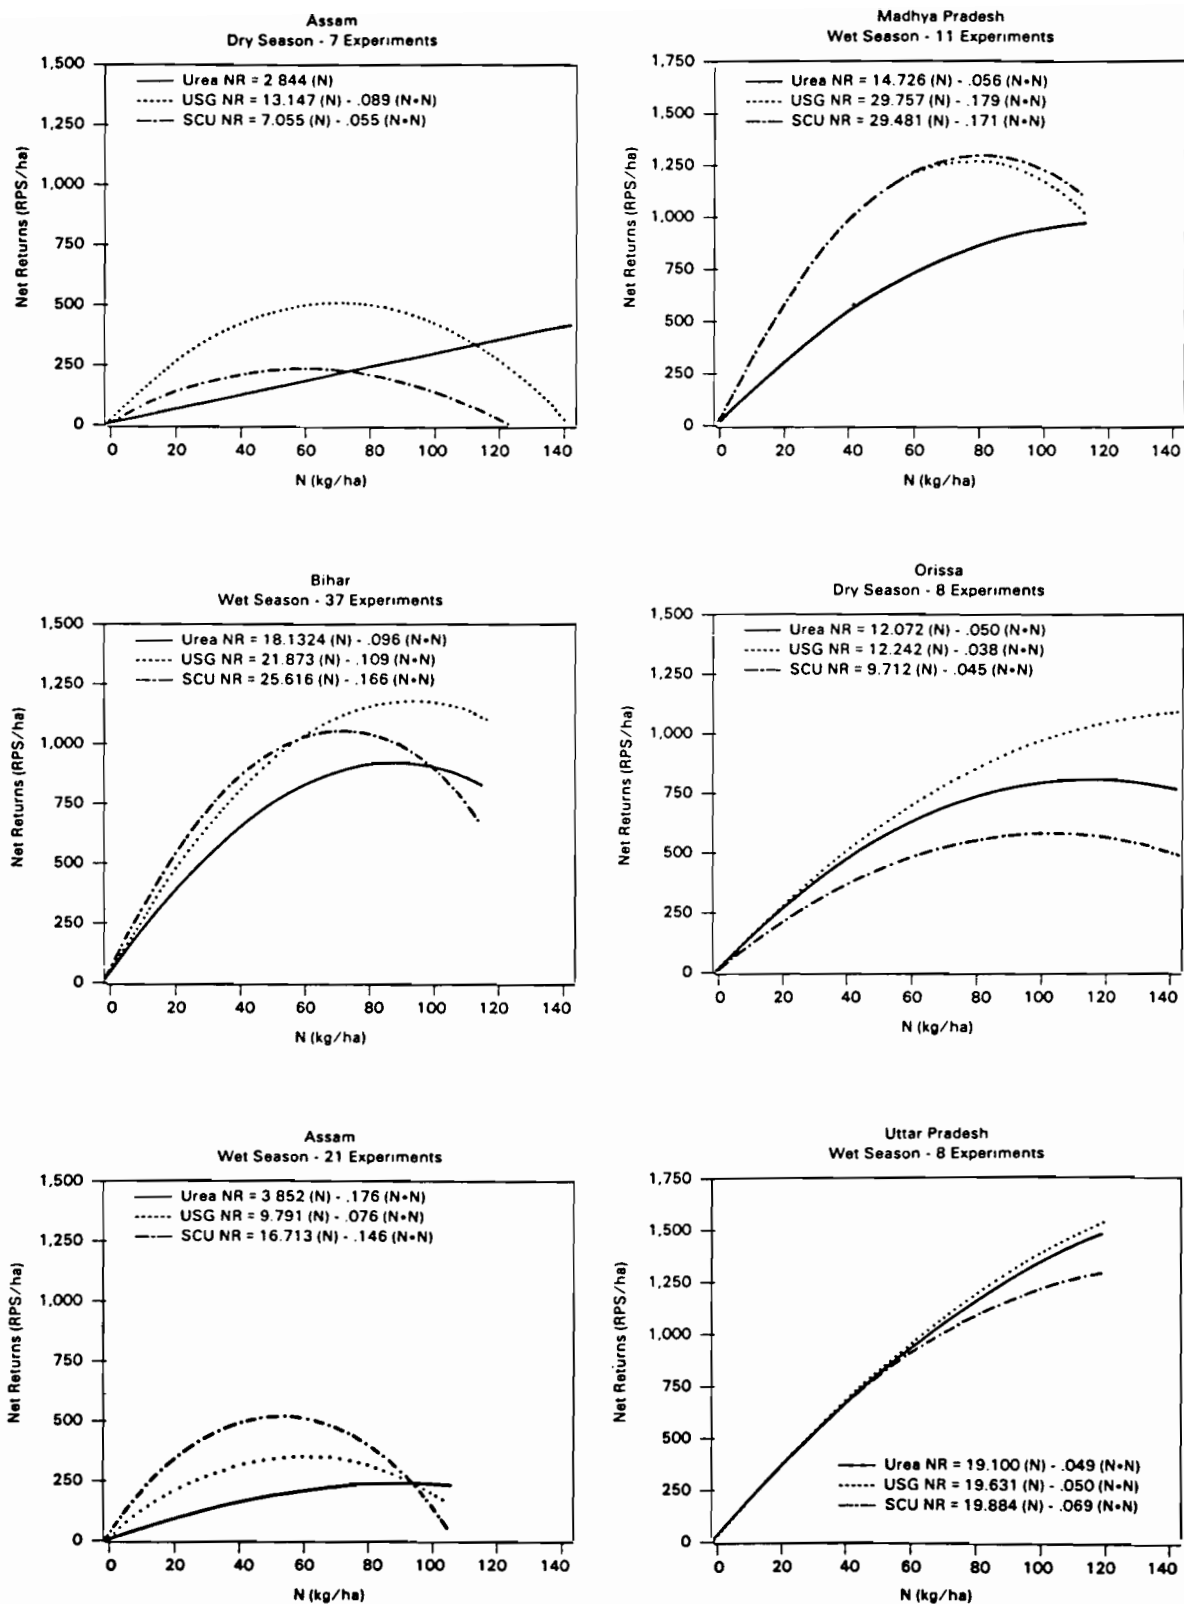 Assam
Dry Season - 7 Experiments
1,500
1,250
1,000
750
500
250
0
Net Returns (RPS/ha)
Urea NR = 2 844 (N)
USG NR = 13.147 (N) - .089 (N•N)
SCU NR = 7.055 (N) - .055 (N•N)
0 20 40 60 80 100 120 140
N (kg/ha)
Madhya Pradesh
Wet Season - 11 Experiments
1,750
1,500
1,250
1,000
750
500
250
0
Net Returns (RPS/ha)
Urea NR = 14.726 (N) - .056 (N•N)
USG NR = 29.757 (N) - .179 (N•N)
SCU NR = 29.481 (N) - .171 (N•N)
0 20 40 60 80 100 120 140
N (kg/ha)
Bihar
Wet Season - 37 Experiments
1,500
1,250
1,000
750
500
250
0
Net Returns (RPS/ha)
Urea NR = 18.1324 (N) - .096 (N•N)
USG NR = 21.873 (N) - .109 (N•N)
SCU NR = 25.616 (N) - .166 (N•N)
0 20 40 60 80 100 120 140
N (kg/ha)
Orissa
Dry Season - 8 Experiments
1,500
1,250
1,000
750
500
250
0
Net Returns (RPS/ha)
Urea NR = 12.072 (N) - .050 (N•N)
USG NR = 12.242 (N) - .038 (N•N)
SCU NR = 9.712 (N) - .045 (N•N)
0 20 40 60 80 100 120 140
N (kg/ha)
Assam
Wet Season - 21 Experiments
1,500
1,250
1,000
750
500
250
0
Net Returns (RPS/ha)
Urea NR = 3 852 (N) - .176 (N•N)
USG NR = 9.791 (N) - .076 (N•N)
SCU NR = 16.713 (N) - .146 (N•N)
0 20 40 60 80 100 120 140
N (kg/ha)
Uttar Pradesh
Wet Season - 8 Experiments
1,750
1,500
1,250
1,000
750
500
250
0
Net Returns (RPS/ha)
Urea NR = 19.100 (N) - .049 (N•N)
USG NR = 19.631 (N) - .050 (N•N)
SCU NR = 19.884 (N) - .069 (N•N)
0 20 40 60 80 100 120 140
N (kg/ha)